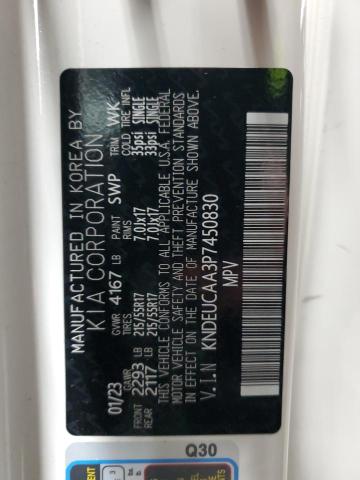 MANUFACTURED IN KOREA BY
KIA CORPORATION
01/23 GVWR 4167 LB SWP TRIM WK
GAWR TIRES RIMS COLD TIRE INFL
FRONT 2293 LB 215/55R17 7.0Jx17 35psi SINGLE
REAR 2117 LB 215/55R17 7.0Jx17 33psi SINGLE
THIS VEHICLE CONFORMS TO ALL APPLICABLE U.S.A. FEDERAL
MOTOR VEHICLE SAFETY AND THEFT PREVENTION STANDARDS
IN EFFECT ON THE DATE OF MANUFACTURE SHOWN ABOVE.
V.I.N KNDEUCAA3P7450830
MPV
Q30